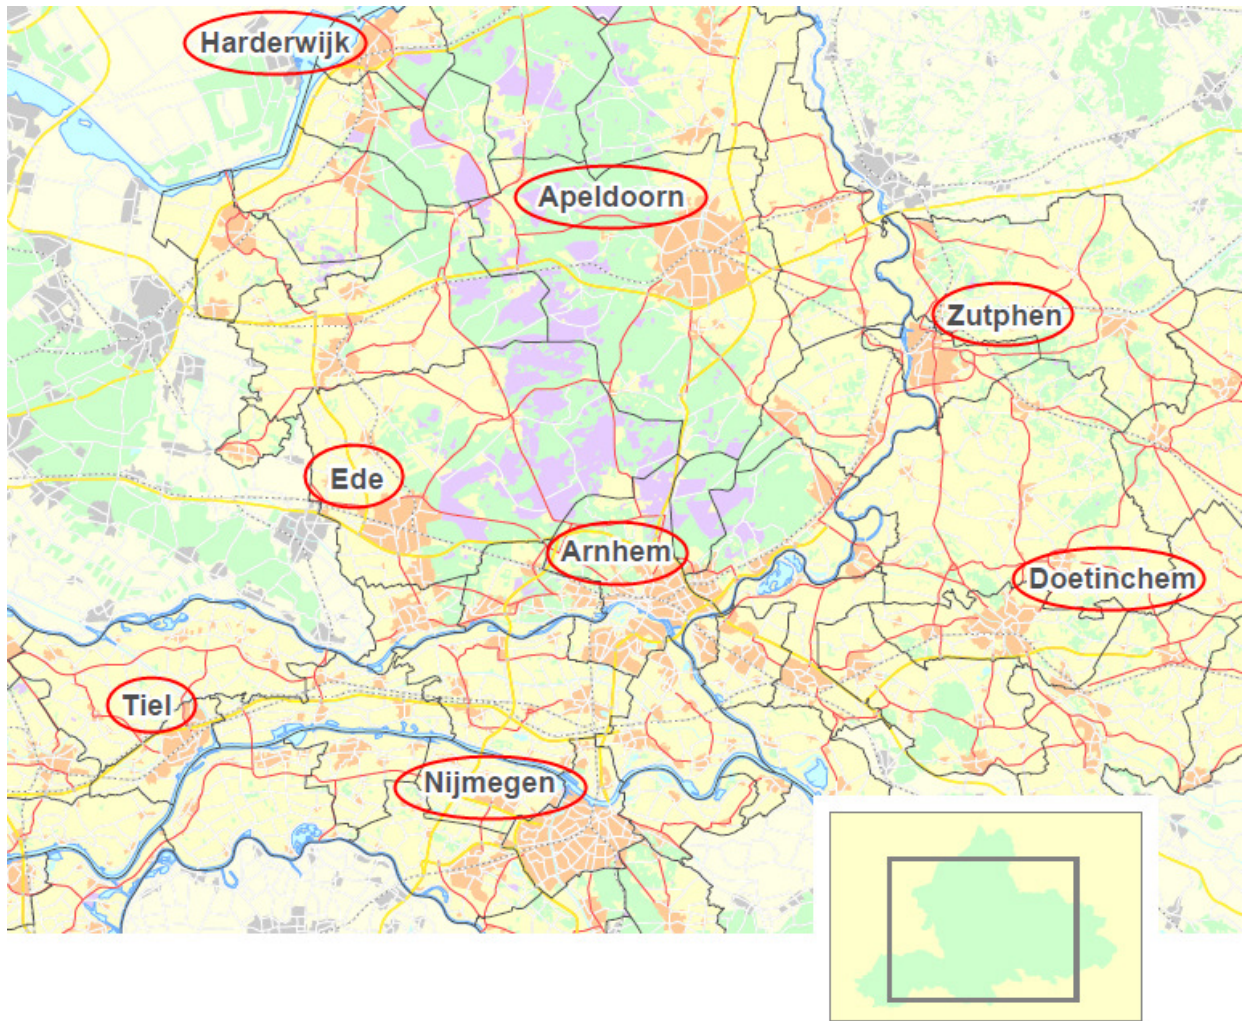 Harderwijk
Apeldoorn
Zutphen
Ede
Arnhem
Doetinchem
Tiel
Nijmegen